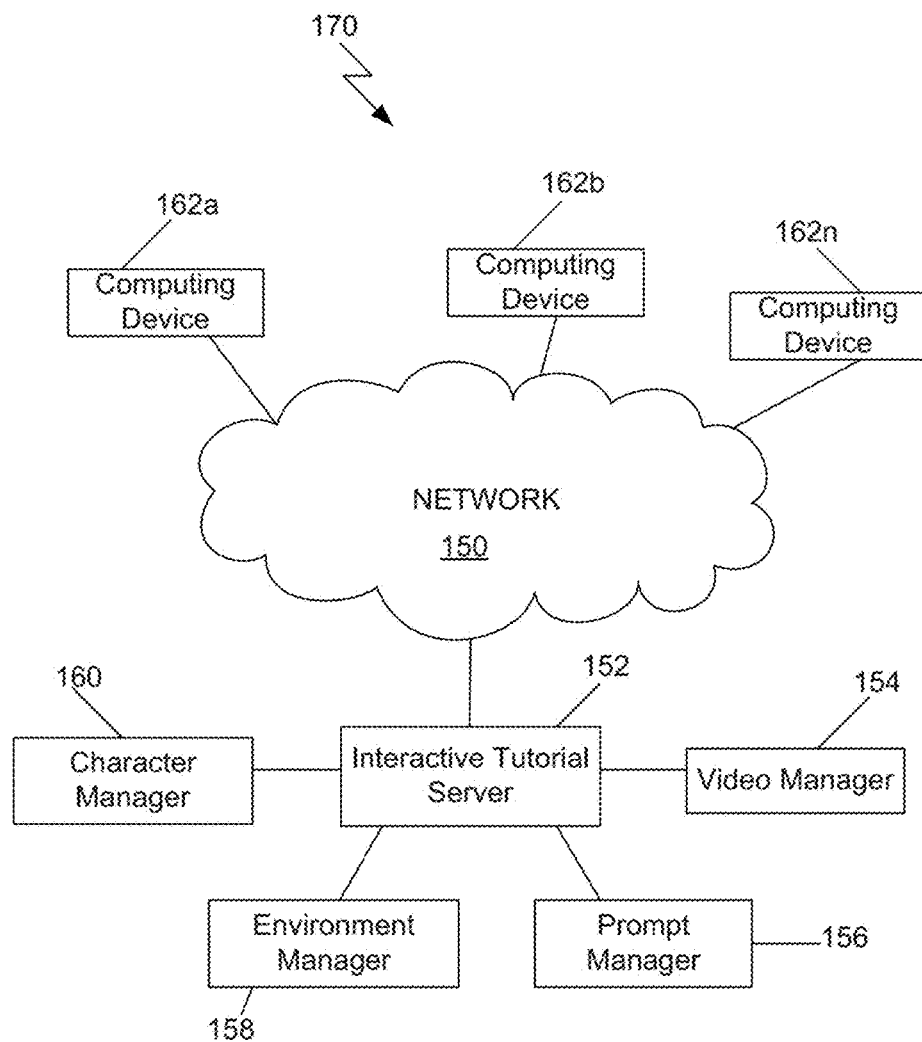 170
162a
162b
162n
Computing
Device
Computing
Device
Computing
Device
NETWORK
150
160
152
154
Character
Manager
Interactive Tutorial
Server
Video Manager
Environment
Manager
Prompt
Manager
156
158